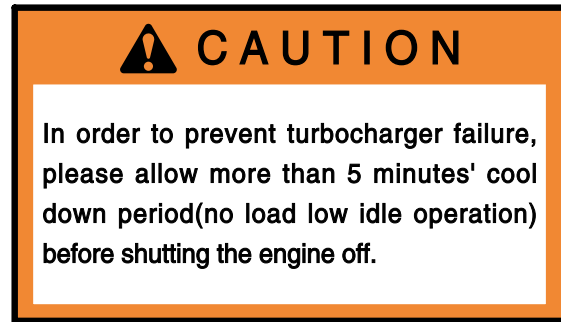 CAUTION
In order to prevent turbocharger failure,
please allow more than 5 minutes' cool
down period(no load low idle operation)
before shutting the engine off.